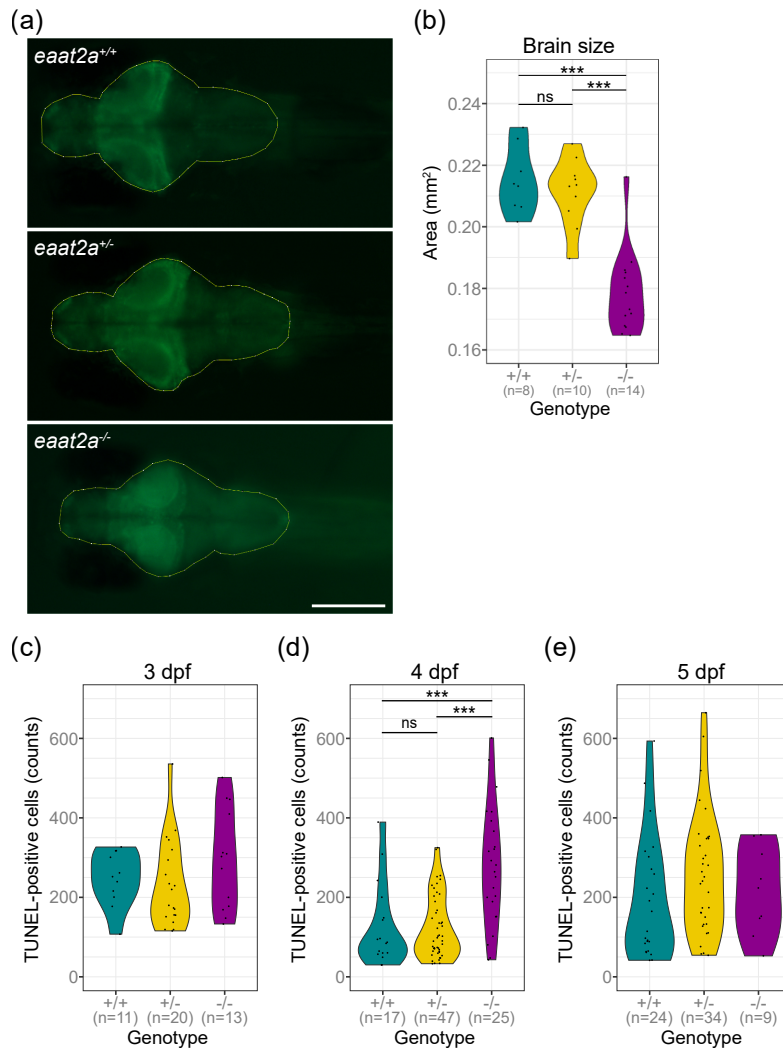 (a)
eaat2a+/+
eaat2a+/-
eaat2a-/-
(b)
Brain size
***
ns
***
0.24
0.22
0.20
0.18
0.16
Area (mm²)
+/+ +/- -/-
(n=8) (n=10) (n=14)
Genotype
(c)
3 dpf
600
400
200
0
TUNEL-positive cells (counts)
+/+ +/- -/-
(n=11) (n=20) (n=13)
Genotype
(d)
4 dpf
***
ns
***
600
400
200
0
TUNEL-positive cells (counts)
+/+ +/- -/-
(n=17) (n=47) (n=25)
Genotype
(e)
5 dpf
600
400
200
0
TUNEL-positive cells (counts)
+/+ +/- -/-
(n=24) (n=34) (n=9)
Genotype